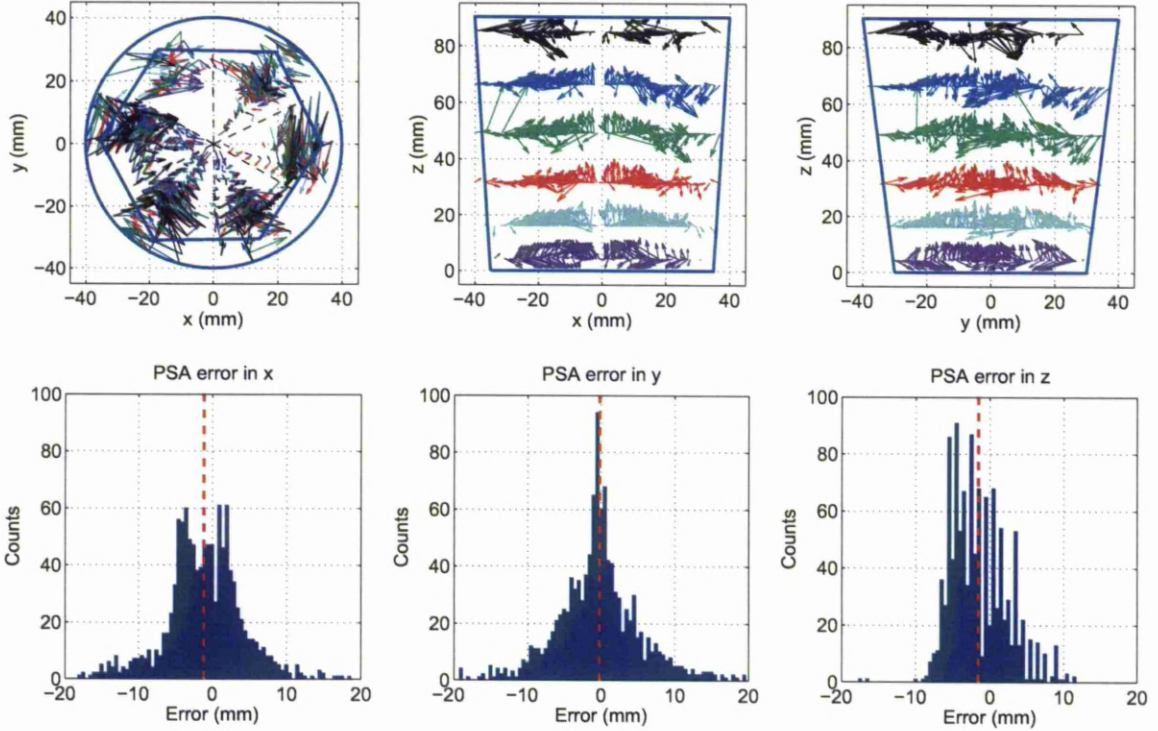 40
20
0
−20
−40
y (mm)
−40 −20 0 20 40
x (mm)
80
60
40
20
0
z (mm)
−40 −20 0 20 40
x (mm)
80
60
40
20
0
z (mm)
−40 −20 0 20 40
y (mm)
PSA error in x
100
80
60
40
20
0
Counts
−20 −10 0 10 20
Error (mm)
PSA error in y
100
80
60
40
20
0
Counts
−20 −10 0 10 20
Error (mm)
PSA error in z
100
80
60
40
20
0
Counts
−20 −10 0 10 20
Error (mm)